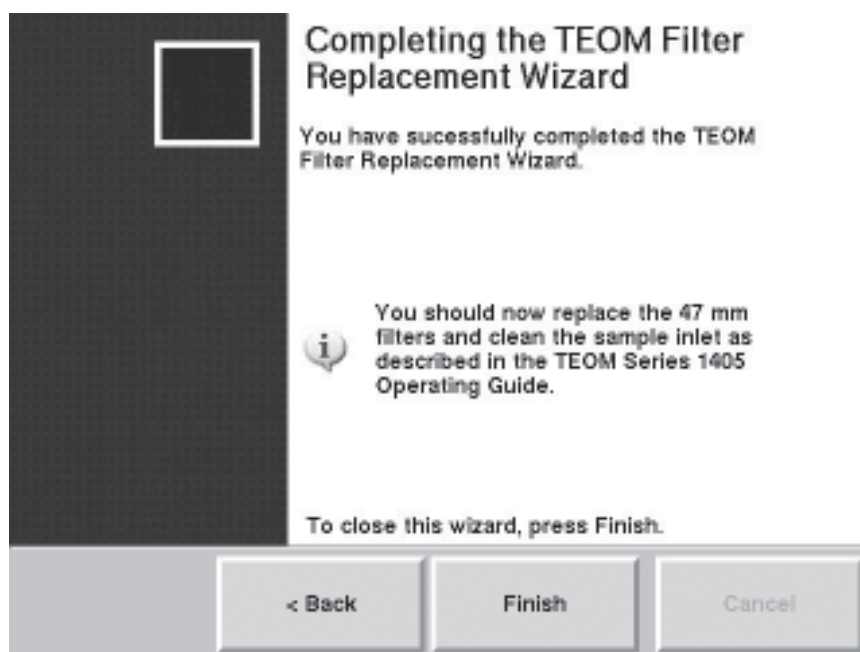 Completing the TEOM Filter
Replacement Wizard
You have sucessfully completed the TEOM
Filter Replacement Wizard.
You should now replace the 47 mm
filters and clean the sample inlet as
described in the TEOM Series 1405
Operating Guide.
To close this wizard, press Finish.
< Back Finish Cancel